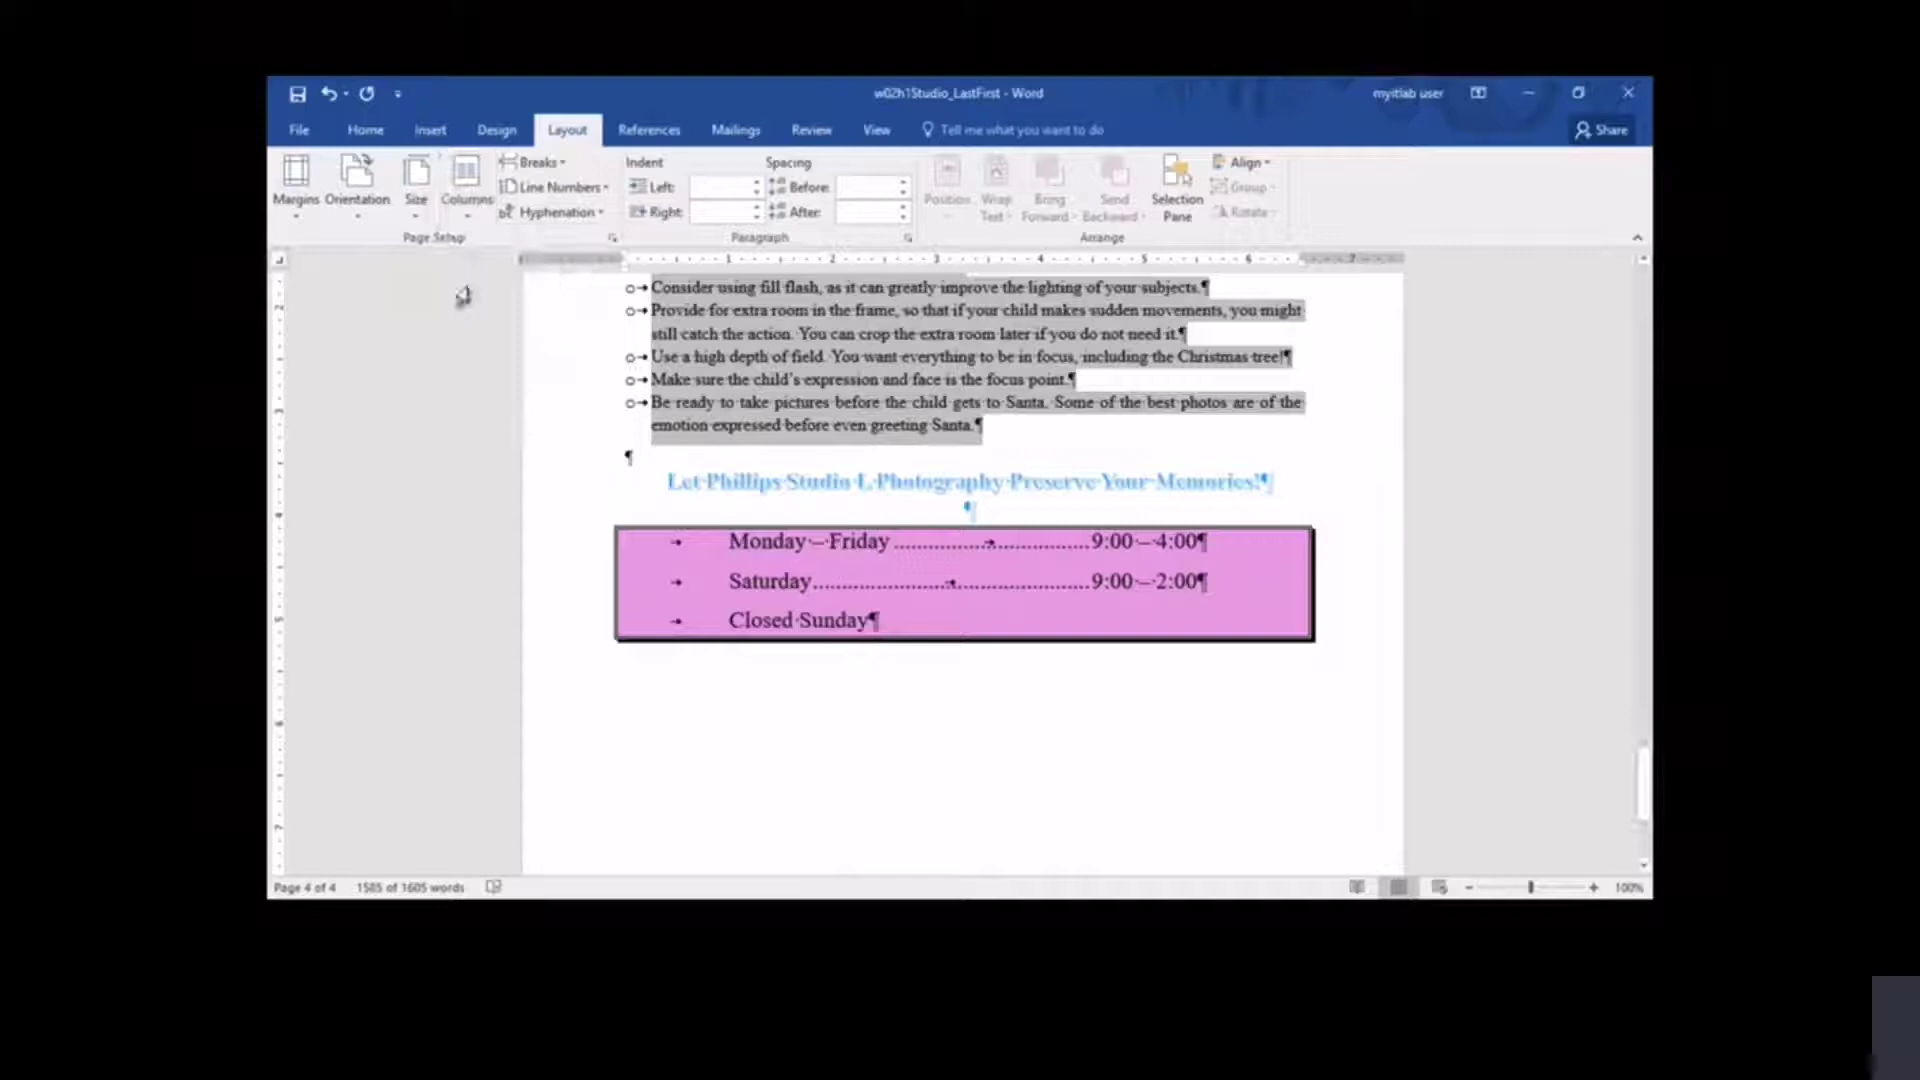 w02h1Studio_LastFirst - Word
myitlab user
File Home Insert Design Layout References Mailings Review View Tell me what you want to do Share
Margins Orientation Size Columns
Breaks
Line Numbers
Hyphenation
Page Setup
Indent
Left:
Right:
Spacing
Before:
After:
Paragraph
Position Wrap Text Bring Forward Send Backward Selection Pane
Align
Group
Rotate
Arrange
1 2 3 4 5 6 7
Consider using fill flash, as it can greatly improve the lighting of your subjects.¶
Provide for extra room in the frame, so that if your child makes sudden movements, you might
still catch the action. You can crop the extra room later if you do not need it.¶
Use a high depth of field. You want everything to be in focus, including the Christmas tree!¶
Make sure the child's expression and face is the focus point.¶
Be ready to take pictures before the child gets to Santa. Some of the best photos are of the
emotion expressed before even greeting Santa.¶
¶
Let Phillips Studio L Photography Preserve Your Memories!¶
¶
Monday – Friday ................................9:00 – 4:00¶
Saturday.............................................9:00 – 2:00¶
Closed Sunday¶
Page 4 of 4 1585 of 1605 words
100%